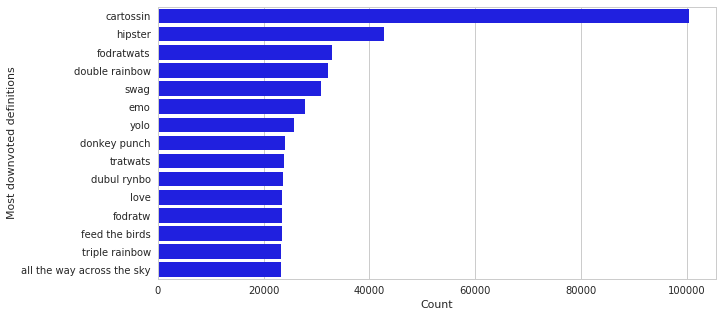 Most downvoted definitions
cartossin
hipster
fodratwats
double rainbow
swag
emo
yolo
donkey punch
tratwats
dubul rynbo
love
fodratw
feed the birds
triple rainbow
all the way across the sky
0 20000 40000 60000 80000 100000
Count